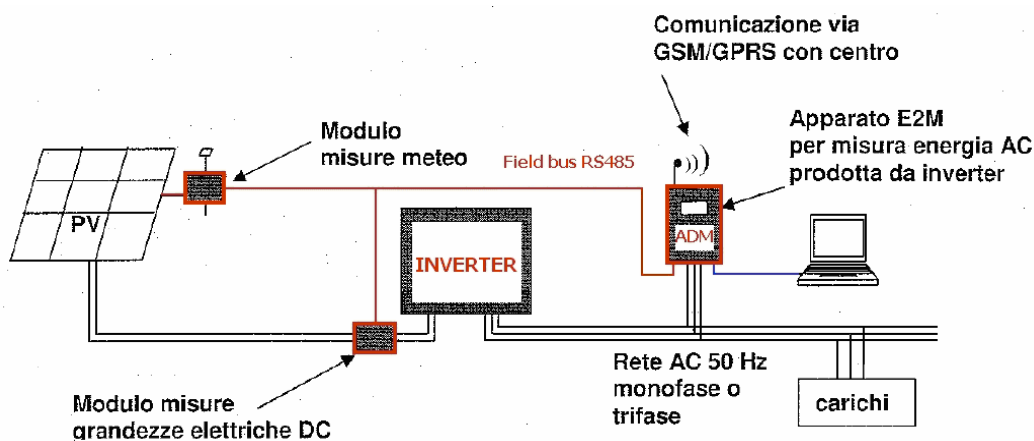 Comunicazione via
GSM/GPRS con centro
Apparato E2M
per misura energia AC
prodotta da inverter
Modulo
misure meteo
Field bus RS485
PV
ADM
INVERTER
Rete AC 50 Hz
monofase o
trifase
carichi
Modulo misure
grandezze elettriche DC